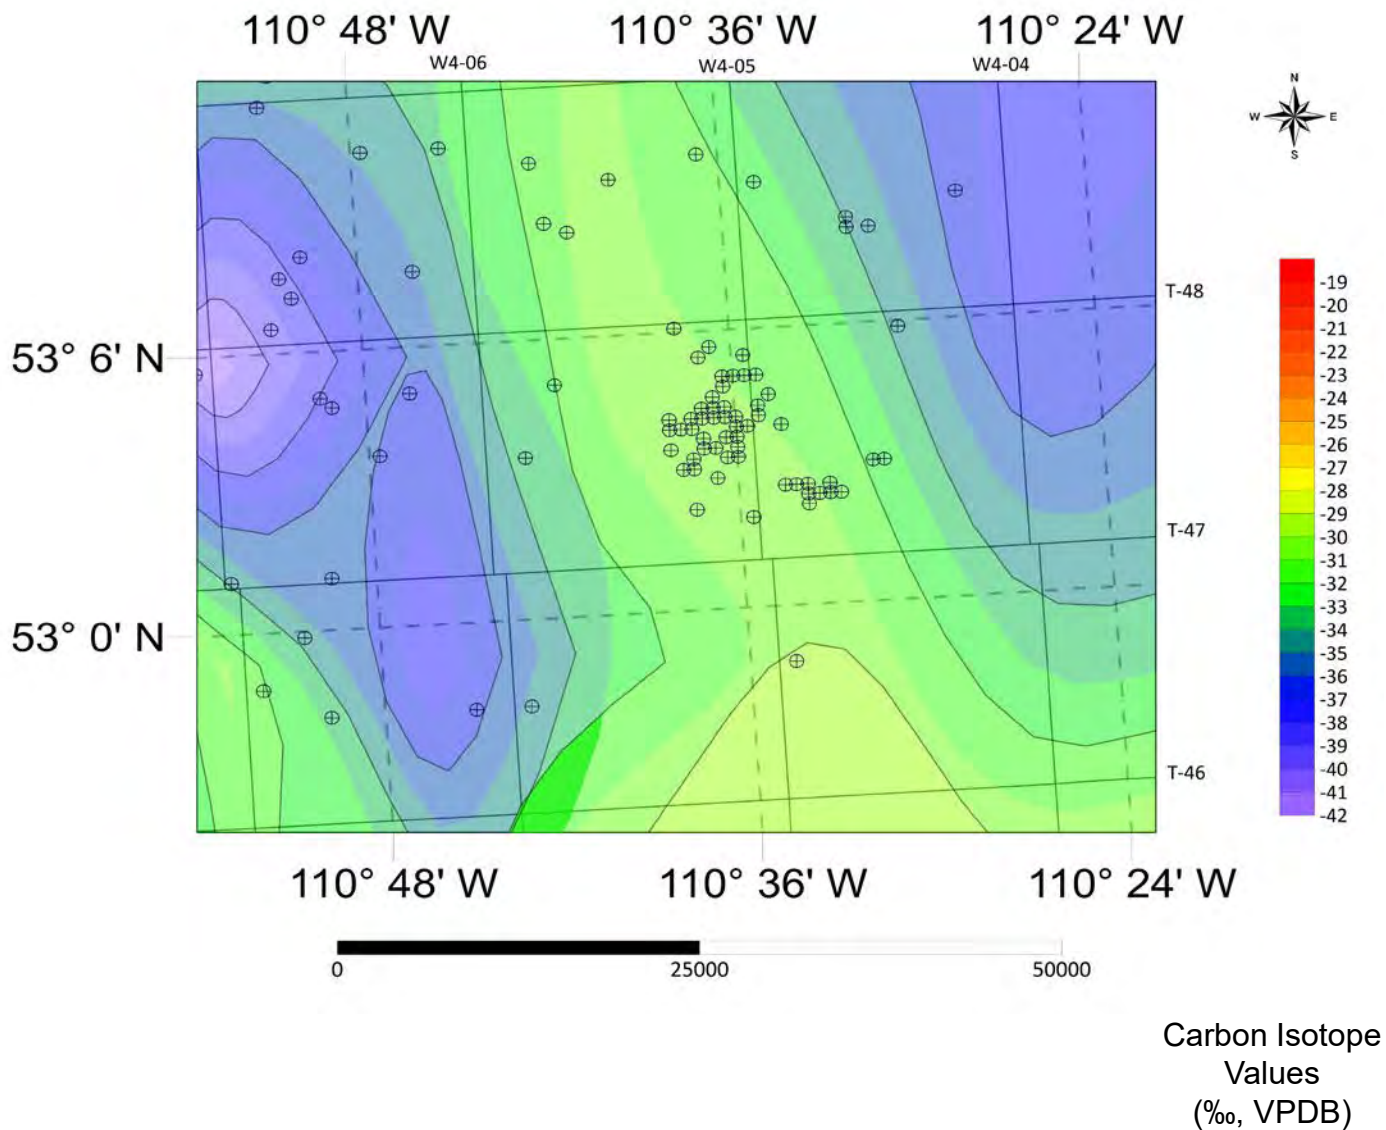 110° 48' W 110° 36' W 110° 24' W
W4-06 W4-05 W4-04
N
W E
S
T-48
53° 6' N
T-47
53° 0' N
T-46
-19
-20
-21
-22
-23
-24
-25
-26
-27
-28
-29
-30
-31
-32
-33
-34
-35
-36
-37
-38
-39
-40
-41
-42
110° 48' W 110° 36' W 110° 24' W
0 25000 50000
Carbon Isotope
Values
(‰, VPDB)